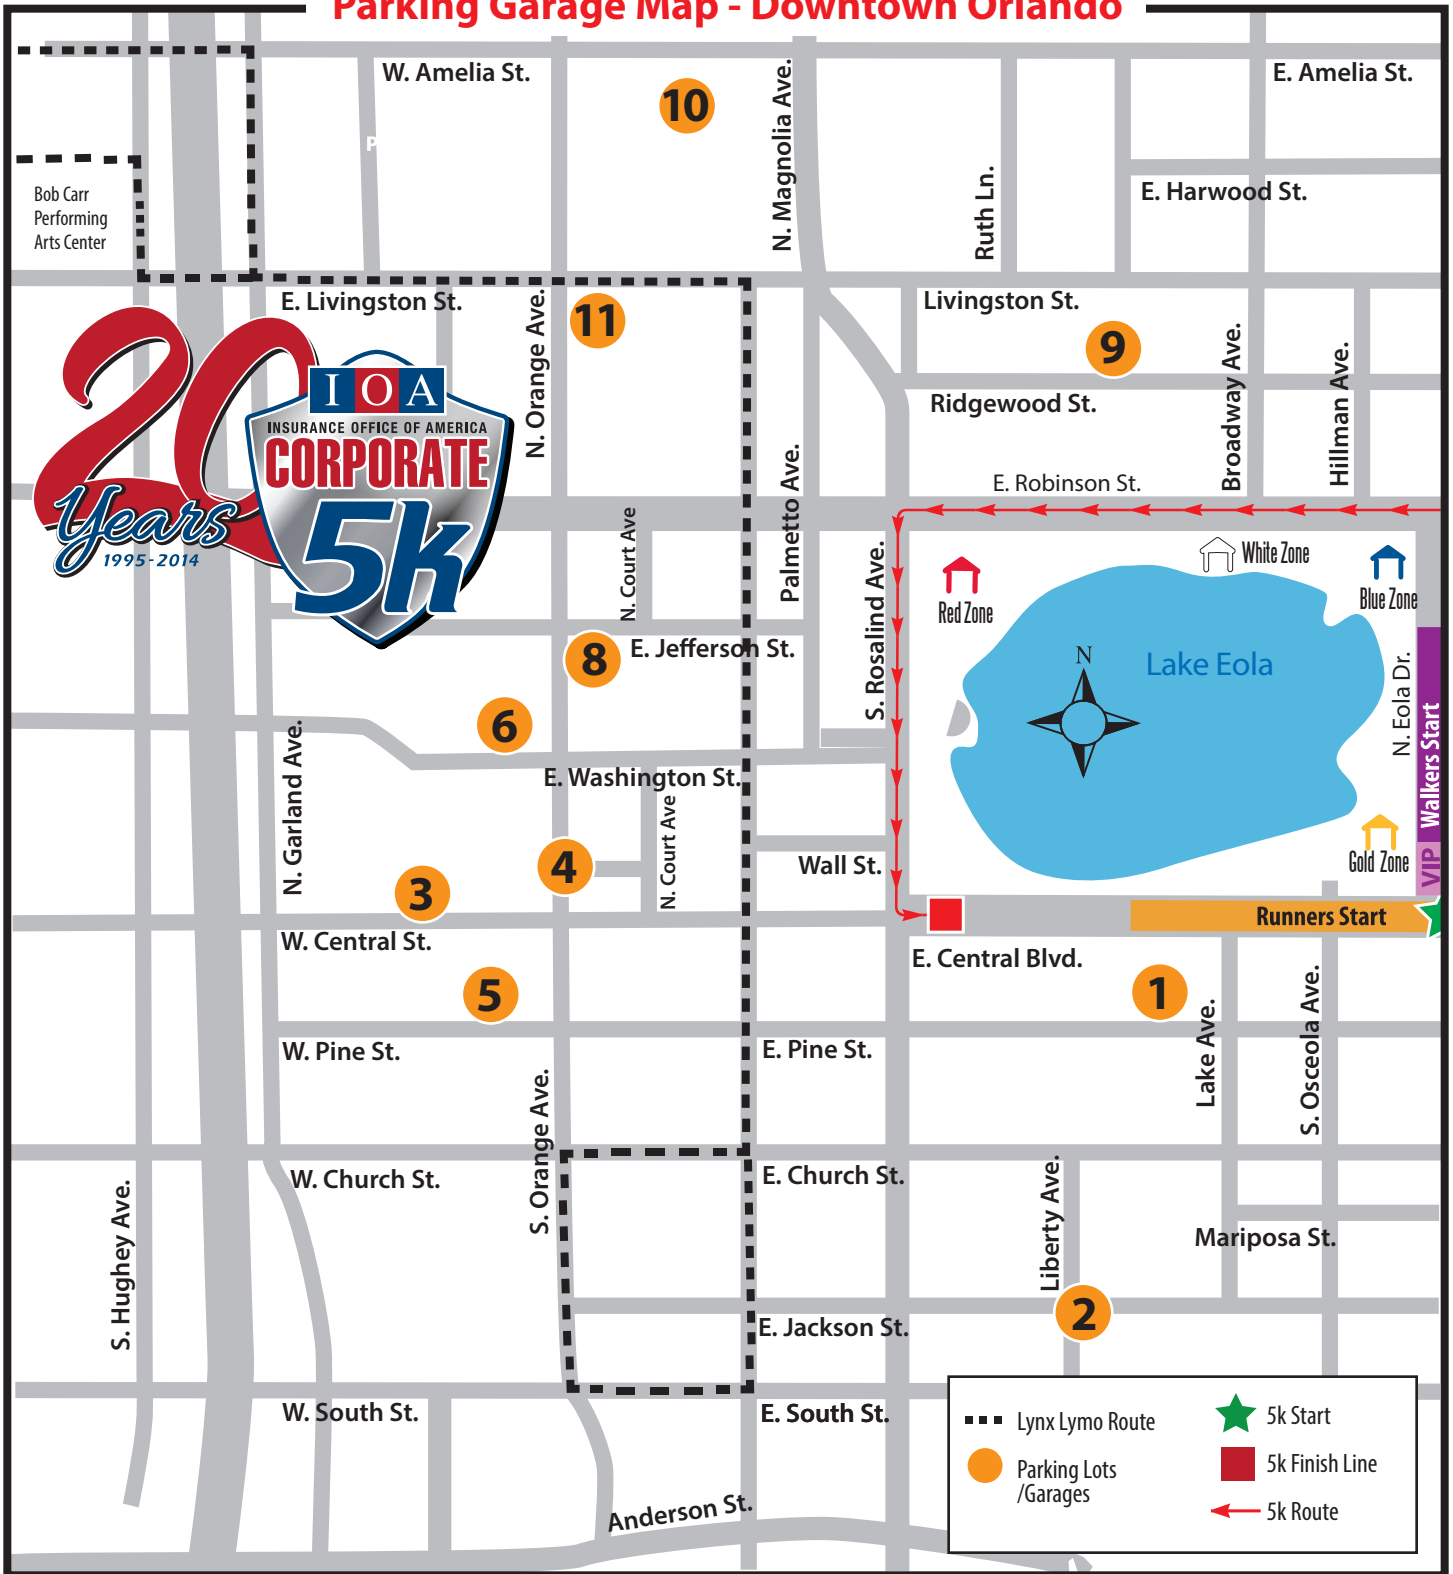 Parking Garage Map - Downtown Orlando
W. Amelia St.
E. Amelia St.
10
N. Magnolia Ave.
P
Ruth Ln.
E. Harwood St.
Bob Carr
Performing
Arts Center
E. Livingston St.
Livingston St.
11
9
N. Orange Ave.
Broadway Ave.
Hillman Ave.
Ridgewood St.
20
Years
1995-2014
I O A
INSURANCE OFFICE OF AMERICA
CORPORATE
5k
E. Robinson St.
N. Court Ave
Palmetto Ave.
S. Rosalind Ave.
Red Zone
White Zone
Blue Zone
8
E. Jefferson St.
N
Lake Eola
N. Eola Dr.
Walkers Start
VIP
6
E. Washington St.
N. Garland Ave.
N. Court Ave
4
3
Wall St.
Gold Zone
Runners Start
W. Central St.
E. Central Blvd.
5
1
Lake Ave.
S. Osceola Ave.
W. Pine St.
E. Pine St.
S. Orange Ave.
W. Church St.
E. Church St.
S. Hughey Ave.
Liberty Ave.
Mariposa St.
2
E. Jackson St.
W. South St.
E. South St.
Anderson St.
Lynx Lymo Route
Parking Lots
/Garages
5k Start
5k Finish Line
5k Route